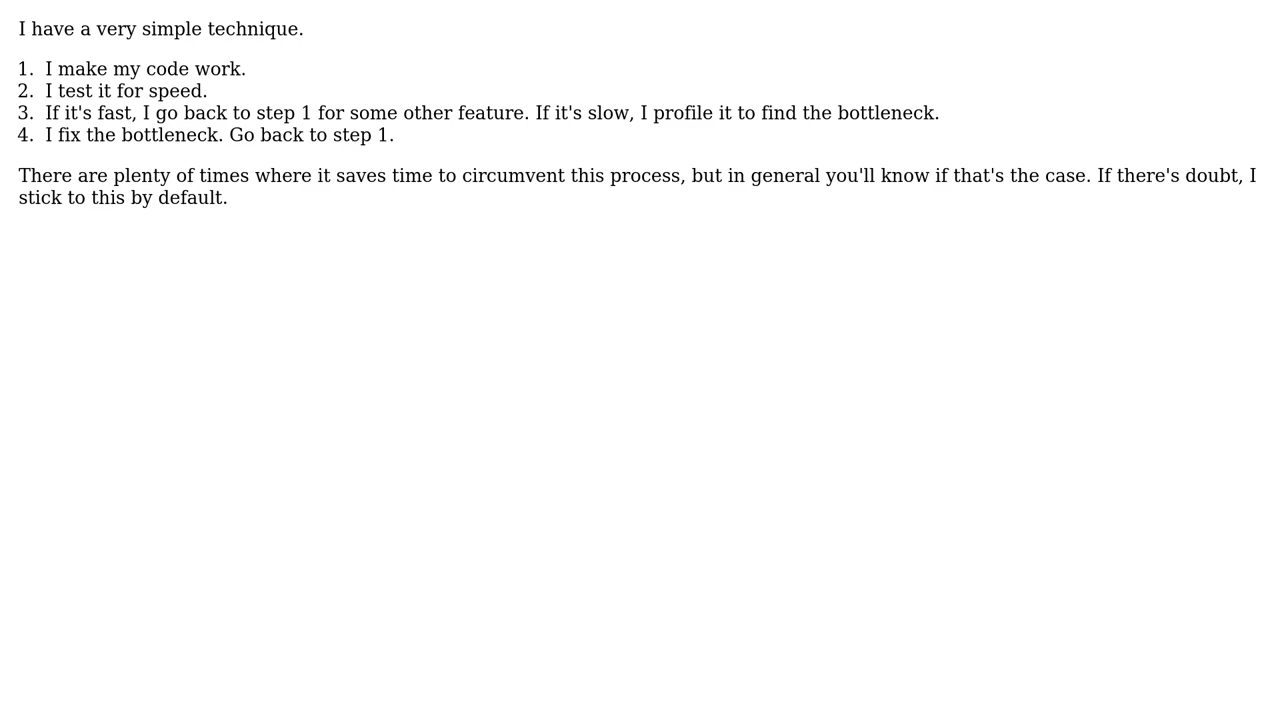 I have a very simple technique.
1. I make my code work.
2. I test it for speed.
3. If it's fast, I go back to step 1 for some other feature. If it's slow, I profile it to find the bottleneck.
4. I fix the bottleneck. Go back to step 1.
There are plenty of times where it saves time to circumvent this process, but in general you'll know if that's the case. If there's doubt, I
stick to this by default.